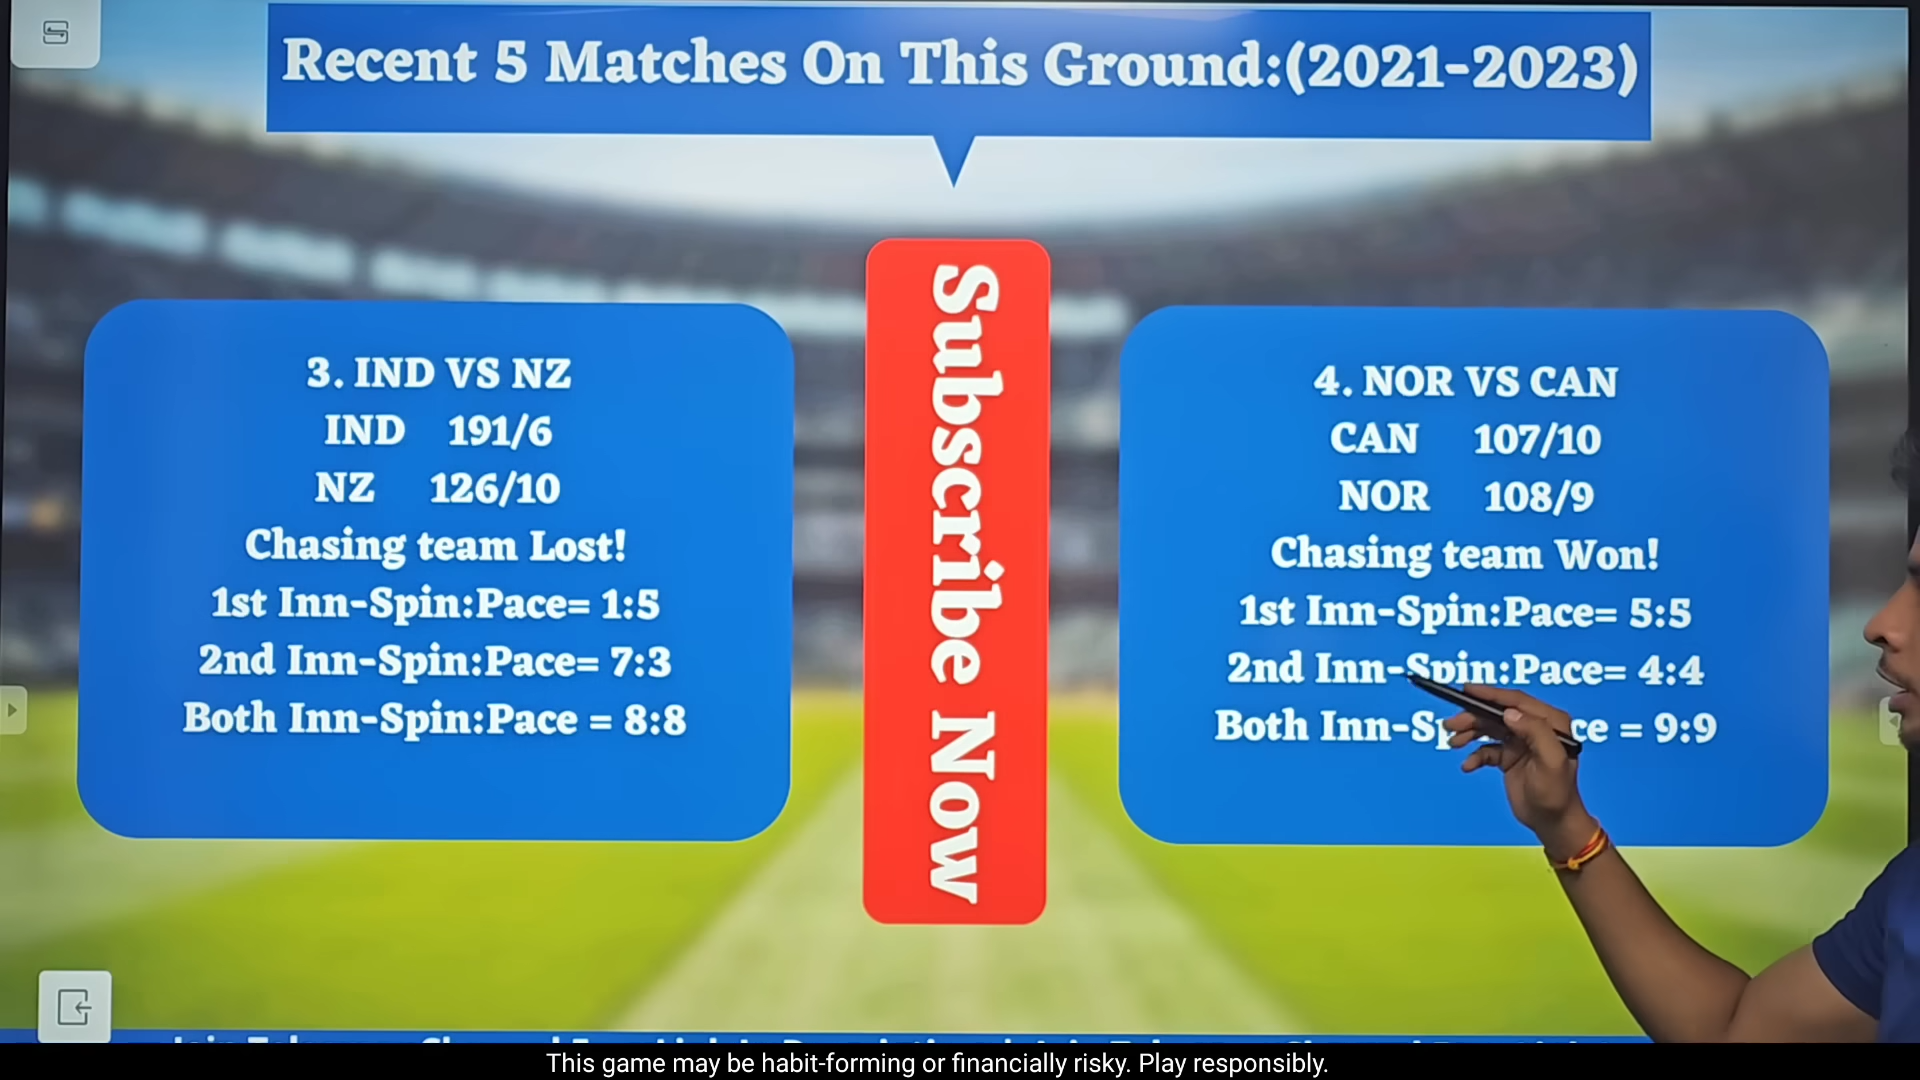 Recent 5 Matches On This Ground:(2021-2023)
3. IND VS NZ
IND 191/6
NZ 126/10
Chasing team Lost!
1st Inn-Spin:Pace= 1:5
2nd Inn-Spin:Pace= 7:3
Both Inn-Spin:Pace = 8:8
Subscribe Now
4. NOR VS CAN
CAN 107/10
NOR 108/9
Chasing team Won!
1st Inn-Spin:Pace= 5:5
2nd Inn-Spin:Pace= 4:4
Both = 9:9
This game may be habit-forming or financially risky. Play responsibly.